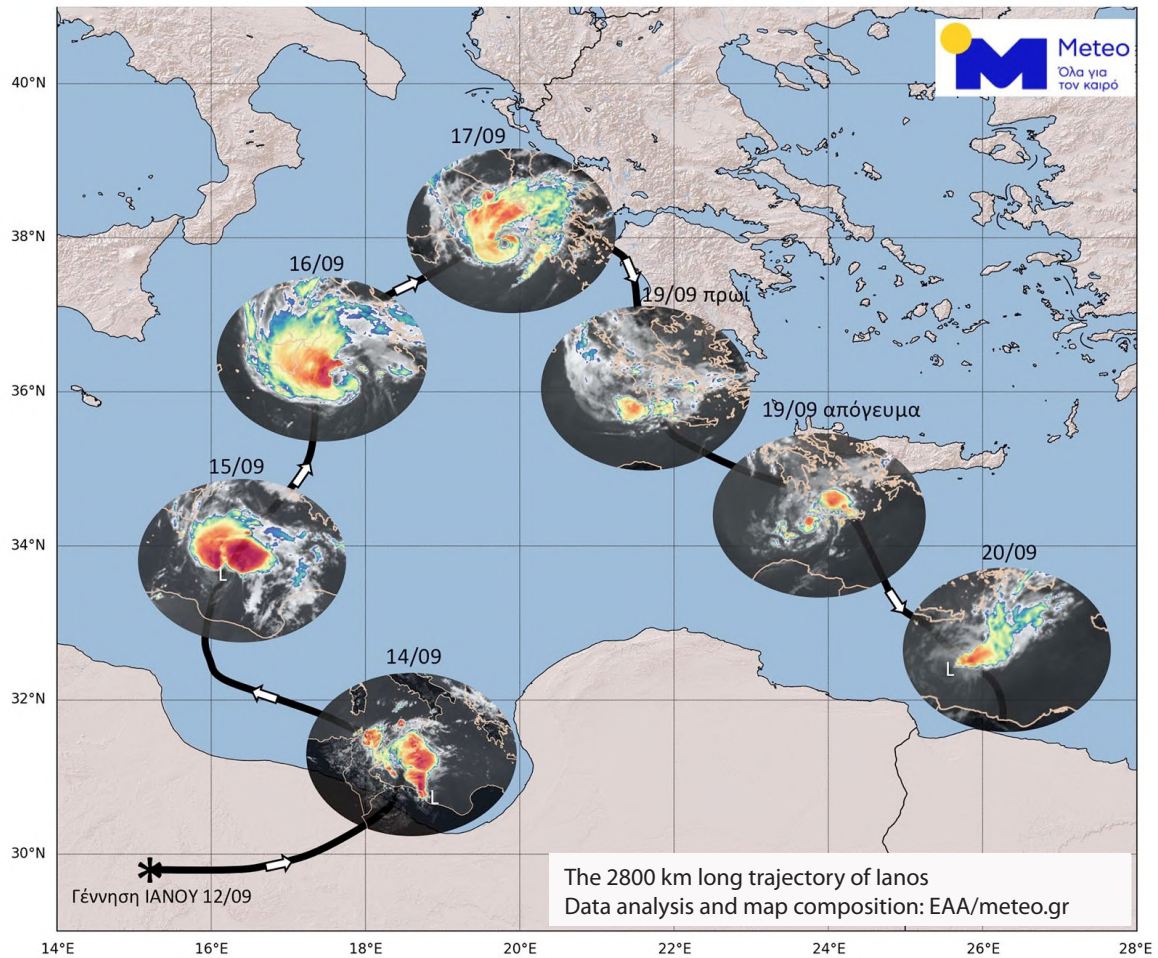 Meteo
Όλα για
τον καιρό
40°N
17/09
38°N
16/09
19/09 πρωί
36°N
19/09 απόγευμα
15/09
34°N
L
20/09
L
14/09
32°N
L
30°N
Γέννηση ΙΑΝΟΥ 12/09
The 2800 km long trajectory of Ianos
Data analysis and map composition: EAA/meteo.gr
14°E
16°E
18°E
20°E
22°E
24°E
26°E
28°E